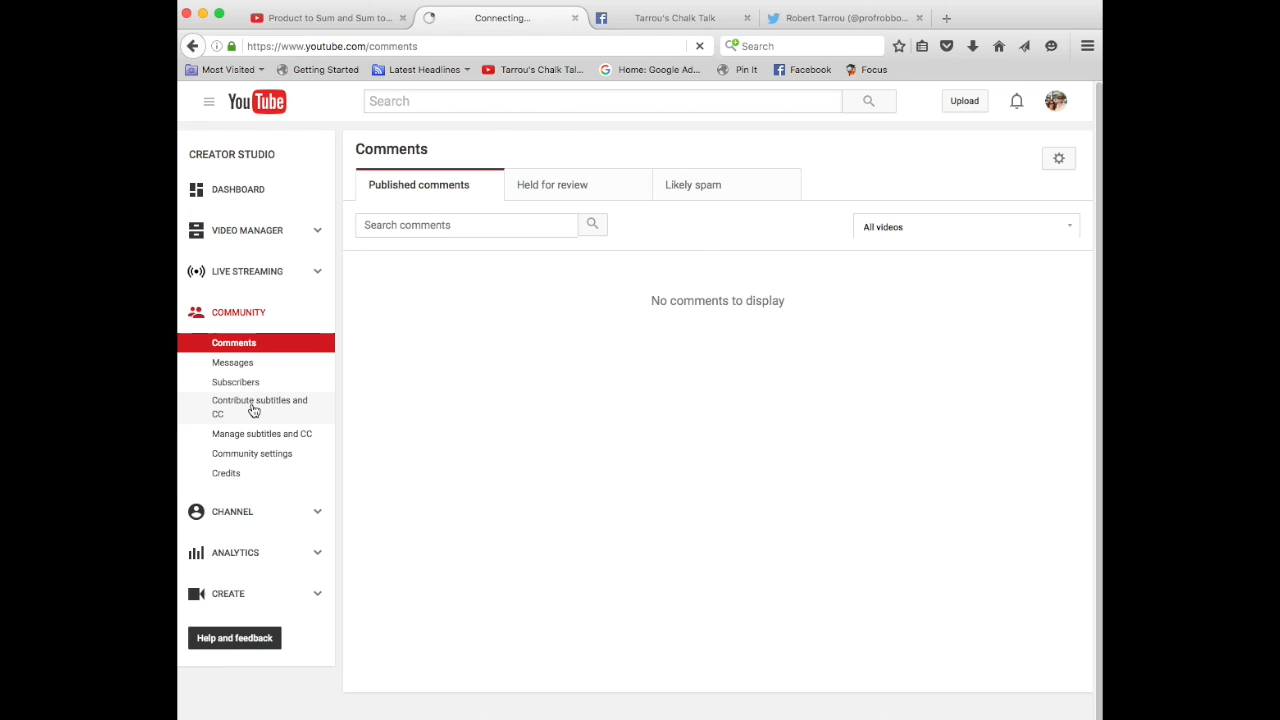 Product to Sum and Sum to...
Connecting...
Tarrou's Chalk Talk
Robert Tarrou (@profrobbo...
https://www.youtube.com/comments
Search
Most Visited
Getting Started
Latest Headlines
Tarrou's Chalk Tal...
Home: Google Ad...
Pin It
Facebook
Focus
YouTube
Search
Upload
CREATOR STUDIO
DASHBOARD
VIDEO MANAGER
LIVE STREAMING
COMMUNITY
Comments
Messages
Subscribers
Contribute subtitles and
CC
Manage subtitles and CC
Community settings
Credits
CHANNEL
ANALYTICS
CREATE
Help and feedback
Comments
Published comments
Held for review
Likely spam
Search comments
All videos
No comments to display